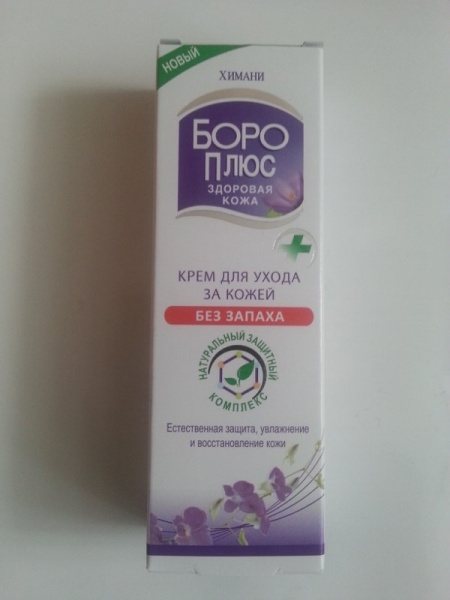 НОВЫЙ
ХИМАНИ
БОРО
ПЛЮС
ЗДОРОВАЯ
КОЖА
КРЕМ ДЛЯ УХОДА
ЗА КОЖЕЙ
БЕЗ ЗАПАХА
НАТУРАЛЬНЫЙ ЗАЩИТНЫЙ
КОМПЛЕКС
Естественная защита, увлажнение
и восстановление кожи